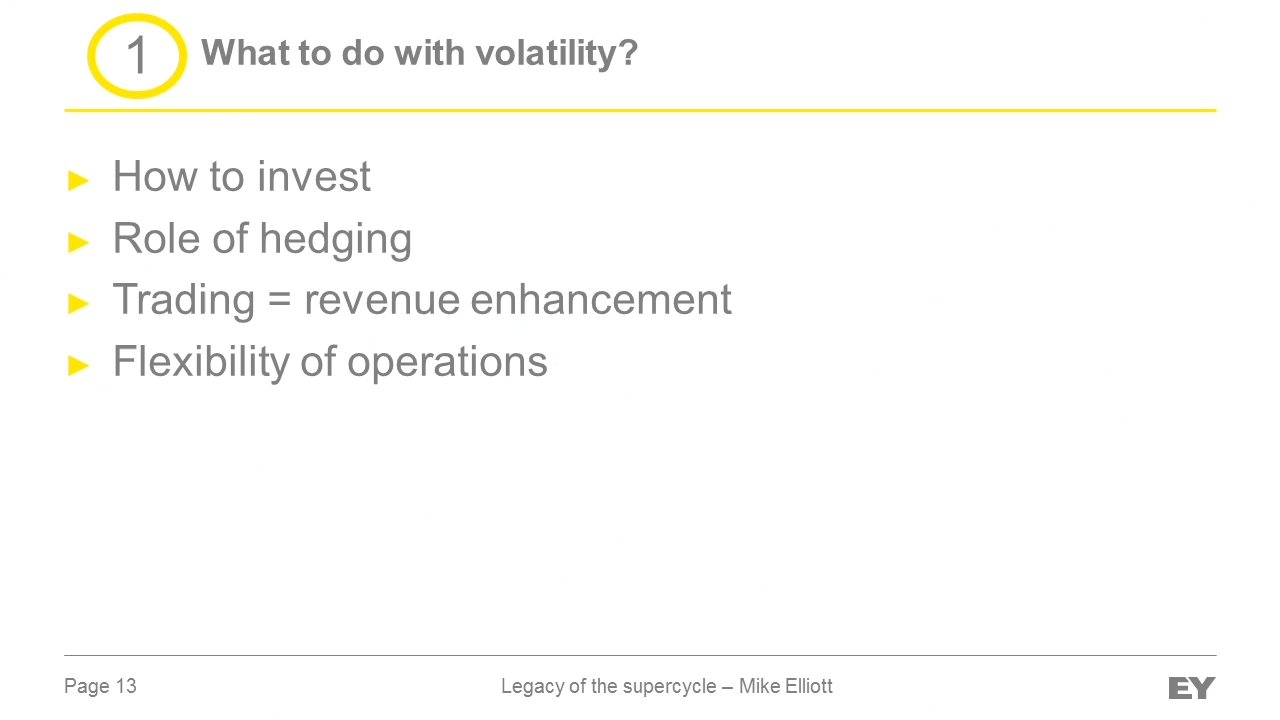 1
What to do with volatility?
► How to invest
► Role of hedging
► Trading = revenue enhancement
► Flexibility of operations
Page 13
Legacy of the supercycle – Mike Elliott
EY